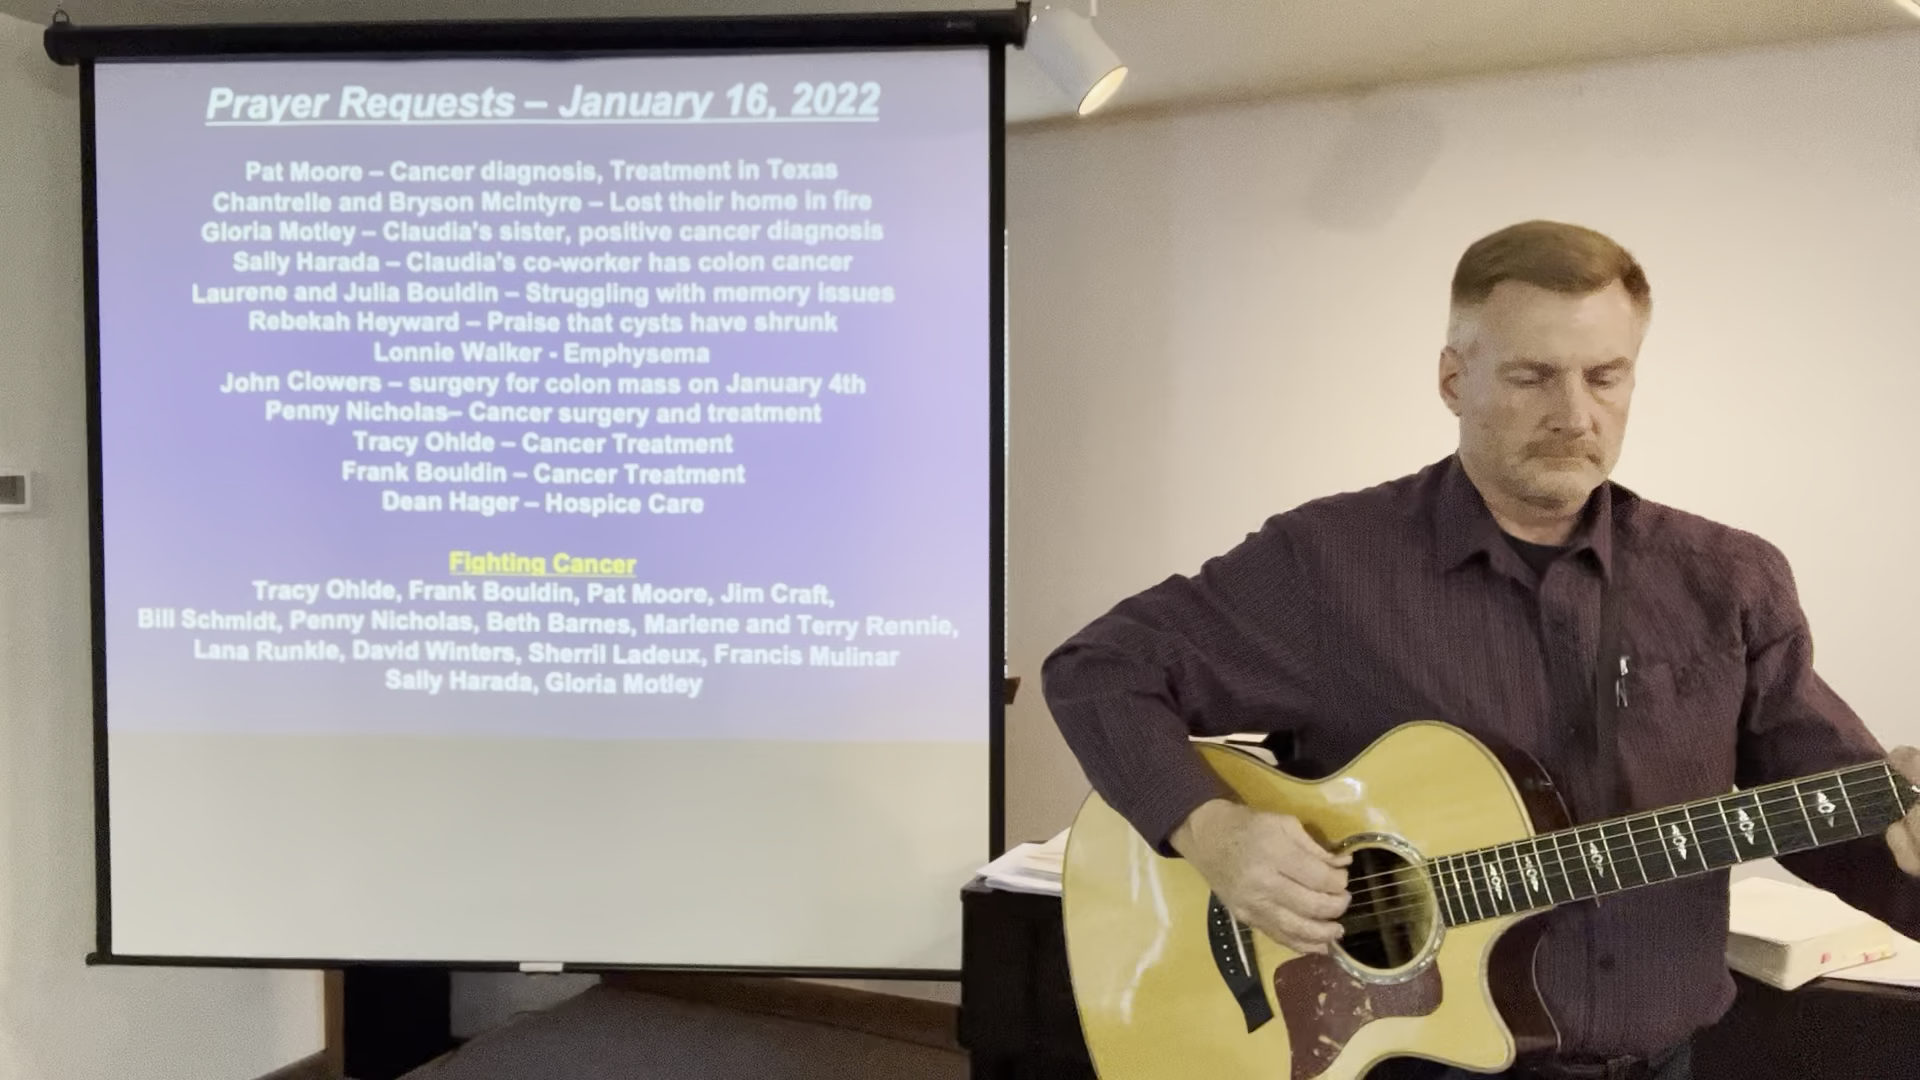 Prayer Requests – January 16, 2022
Pat Moore – Cancer diagnosis, Treatment in Texas
Chantrelle and Bryson McIntyre – Lost their home in fire
Gloria Motley – Claudia's sister, positive cancer diagnosis
Sally Harada – Claudia's co-worker has colon cancer
Laurene and Julia Bouldin – Struggling with memory issues
Rebekah Heyward – Praise that cysts have shrunk
Lonnie Walker - Emphysema
John Clowers – surgery for colon mass on January 4th
Penny Nicholas– Cancer surgery and treatment
Tracy Ohlde – Cancer Treatment
Frank Bouldin – Cancer Treatment
Dean Hager – Hospice Care
Fighting Cancer
Tracy Ohlde, Frank Bouldin, Pat Moore, Jim Craft,
Bill Schmidt, Penny Nicholas, Beth Barnes, Marlene and Terry Rennie,
Lana Runkle, David Winters, Sherril Ladeux, Francis Mulinar
Sally Harada, Gloria Motley